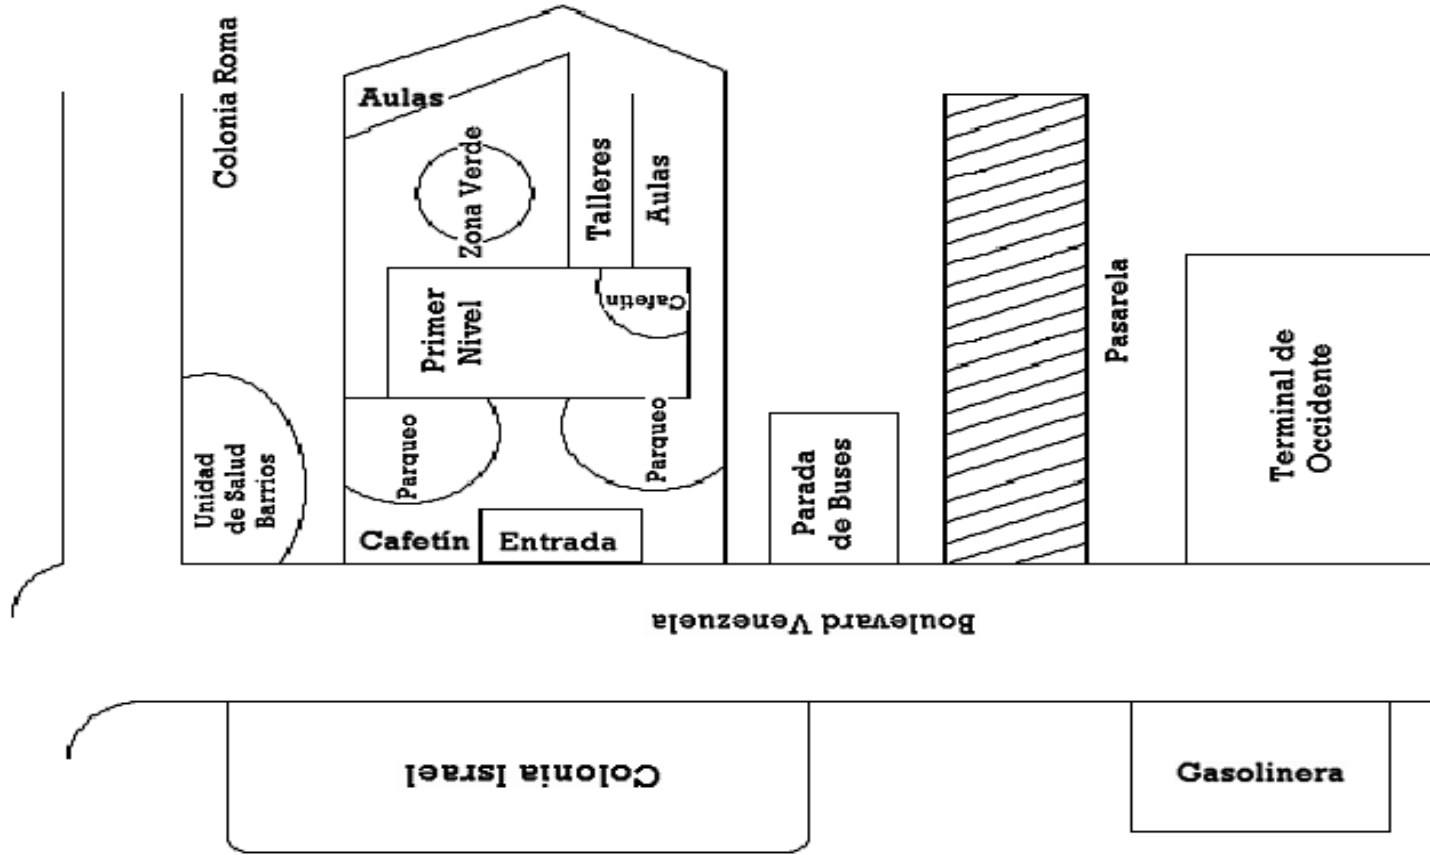 Colonia Roma
Aulas
Zona Verde
Talleres
Aulas
Primer
Nivel
Cafetín
Pasarela
Terminal de
Occidente
Unidad
de Salud
Barrios
Parqueo
Parqueo
Parada
de Buses
Cafetín
Entrada
Boulevard Venezuela
Colonia Israel
Gasolinera